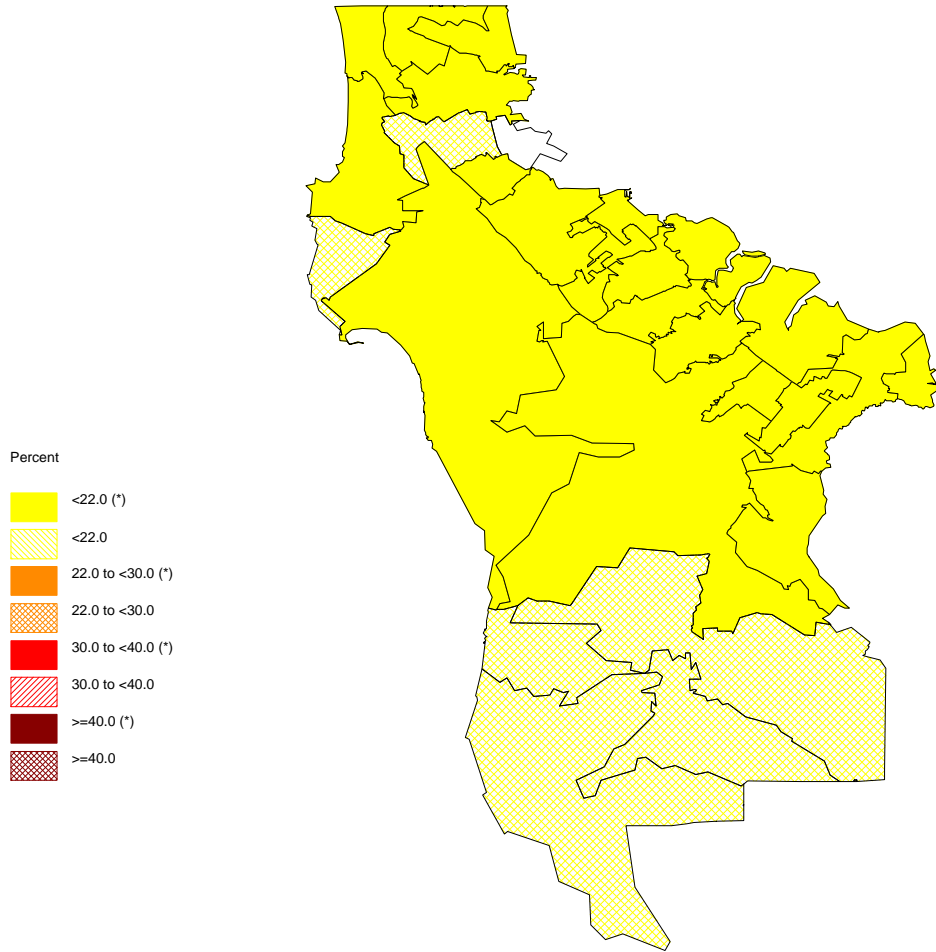 Percent
<22.0 (*)
<22.0
22.0 to <30.0 (*)
22.0 to <30.0
30.0 to <40.0 (*)
30.0 to <40.0
>=40.0 (*)
>=40.0